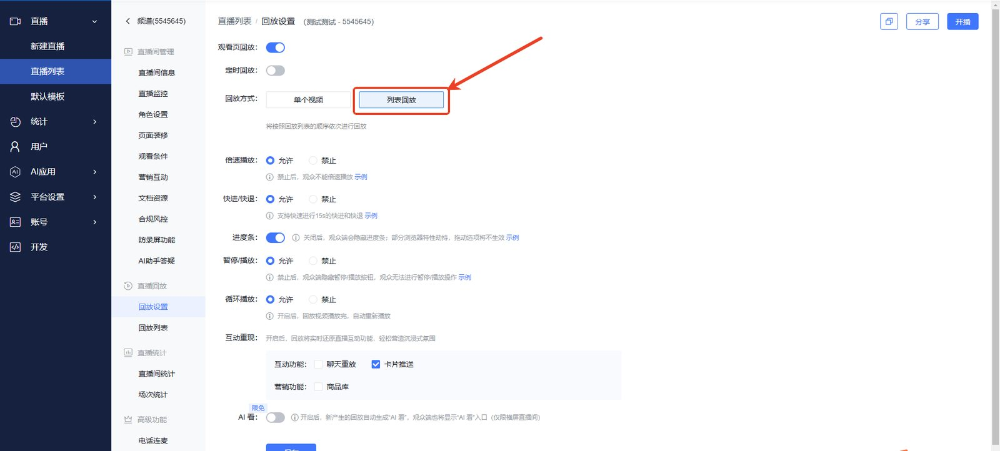 直播
新建直播
直播列表
默认模板
统计
用户
AI应用
平台设置
账号
开发
频道(5545645)
直播间管理
直播间信息
直播监控
角色设置
页面装修
观看条件
营销互动
文档资源
合规风控
防录屏功能
AI助手答疑
直播回放
回放设置
回放列表
直播统计
直播间统计
场次统计
高级功能
电话连麦
直播列表 / 回放设置 (测试测试 - 5545645)
分享
开播
观看页回放：
定时回放：
回放方式： 单个视频 列表回放
将按照回放列表的顺序依次进行回放
倍速播放： 允许 禁止
禁止后，观众不能倍速播放 示例
快进/快退： 允许 禁止
支持快速进行15s的快进和快退 示例
进度条： 关闭后，观众端会隐藏进度条；部分浏览器特性劫持，拖动选项将不生效 示例
暂停/播放： 允许 禁止
禁止后，观众端隐藏暂停/播放按钮，观众无法进行暂停/播放操作 示例
循环播放： 允许 禁止
开启后，回放视频播放完，自动重新播放
互动重现： 开启后，回放将实时还原直播互动功能，轻松营造沉浸式氛围
互动功能： 聊天重放 卡片推送
营销功能： 商品库
限免
AI 看： 开启后，新产生的回放自动生成“AI 看”，观众端也将显示“AI 看”入口（仅限横屏直播间）